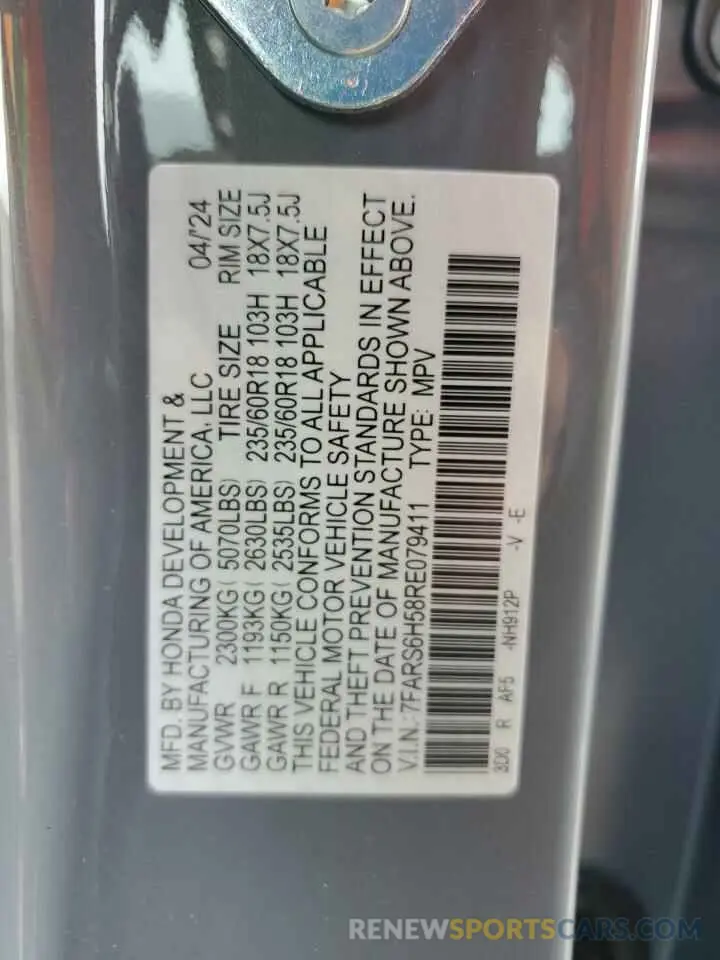 MFD. BY HONDA DEVELOPMENT &
MANUFACTURING OF AMERICA, LLC 04/'24
GVWR 2300KG( 5070LBS) TIRE SIZE RIM SIZE
GAWR F 1193KG( 2630LBS) 235/60R18 103H 18X7.5J
GAWR R 1150KG( 2535LBS) 235/60R18 103H 18X7.5J
THIS VEHICLE CONFORMS TO ALL APPLICABLE
FEDERAL MOTOR VEHICLE SAFETY
AND THEFT PREVENTION STANDARDS IN EFFECT
ON THE DATE OF MANUFACTURE SHOWN ABOVE.
V.I.N.: 7FARS6H58RE079411 TYPE: MPV
3D0 R AF5 -NH912P -V -E
RENEWSPORTSCARS.COM